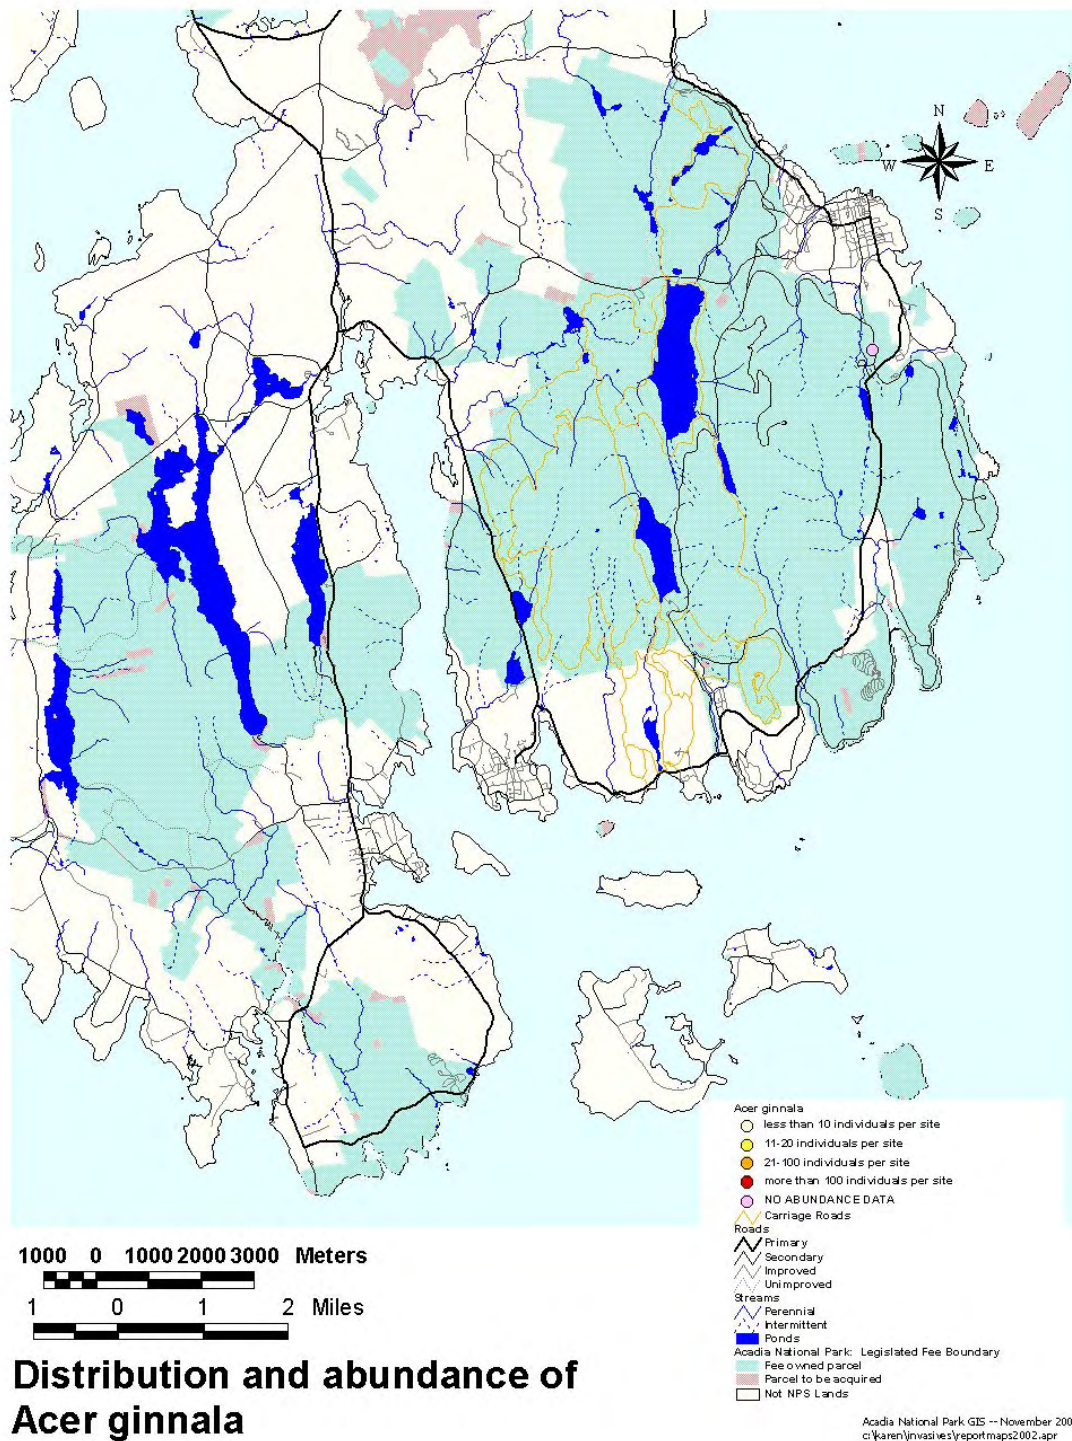 N
W E
S
Acer ginnala
less than 10 individuals per site
11-20 individuals per site
21-100 individuals per site
more than 100 individuals per site
NO ABUNDANCE DATA
Carriage Roads
Roads
Primary
Secondary
Improved
Unimproved
Streams
Perennial
Intermittent
Ponds
Acadia National Park: Legislated Fee Boundary
Fee owned parcel
Parcel to be acquired
Not NPS Lands
1000 0 1000 2000 3000 Meters
1 0 1 2 Miles
Distribution and abundance of
Acer ginnala
Acadia National Park GIS -- November 200
c:\karen\invasives\reportmaps2002.apr